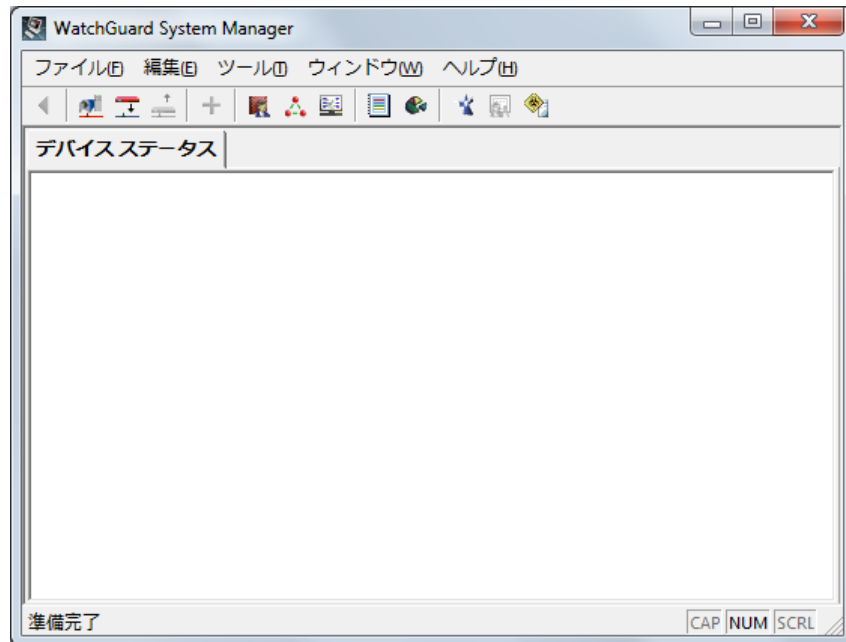 WatchGuard System Manager
ファイル(F) 編集(E) ツール(T) ウィンドウ(W) ヘルプ(H)
デバイス ステータス
準備完了 CAP NUM SCRL